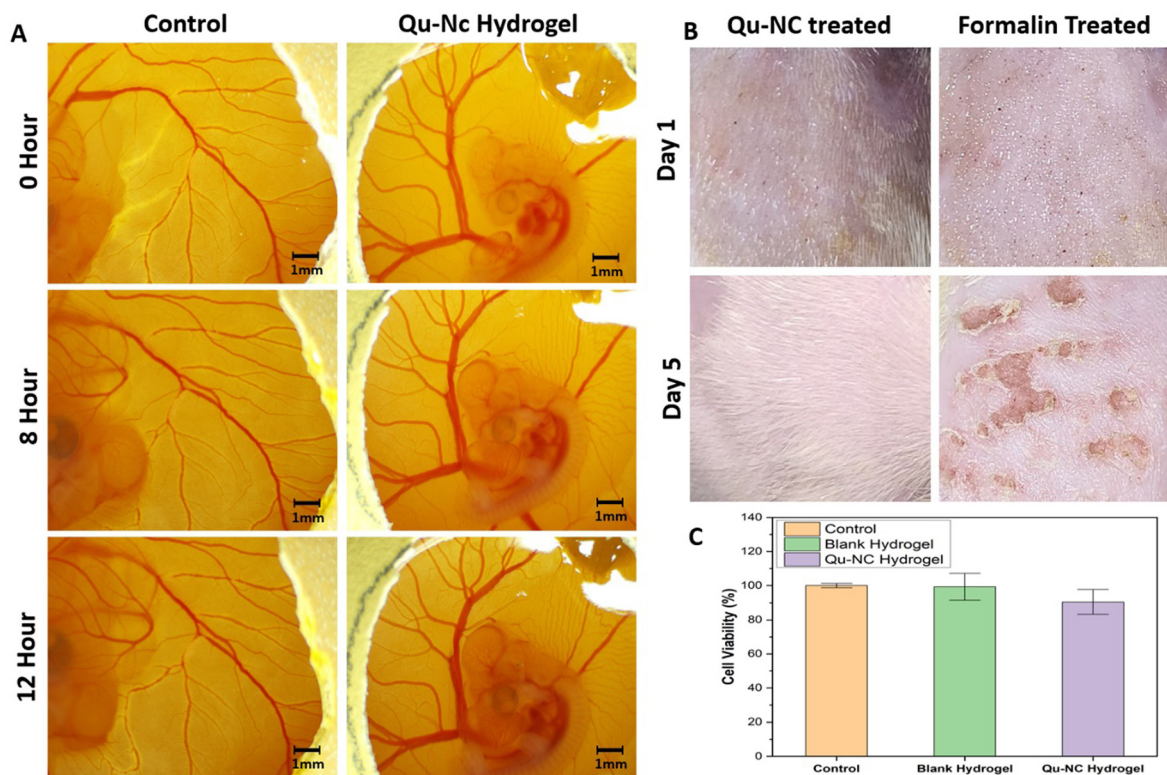 A
Control
Qu-Nc Hydrogel
0 Hour
1mm
1mm
8 Hour
1mm
1mm
12 Hour
1mm
1mm
B
Qu-NC treated
Formalin Treated
Day 1
Day 5
C
140
120
100
80
60
40
20
0
Cell Viability (%)
Control
Blank Hydrogel
Qu-NC Hydrogel
Control
Blank Hydrogel
Qu-NC Hydrogel